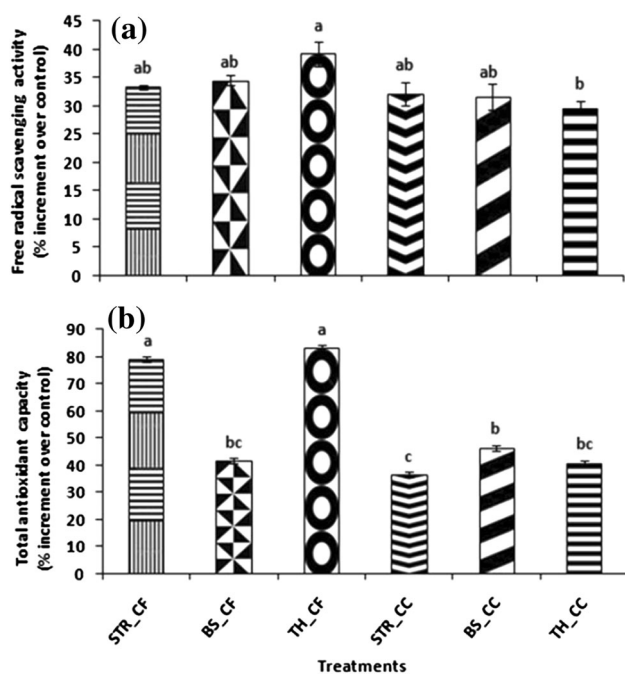 (a)
Free radical scavenging activity
(% increment over control)
45
40
35
30
25
20
15
10
5
0
ab
ab
a
ab
ab
b
(b)
Total antioxidant capacity
(% increment over control)
90
80
70
60
50
40
30
20
10
0
a
bc
a
c
b
bc
STR_CF
BS_CF
TH_CF
STR_CC
BS_CC
TH_CC
Treatments